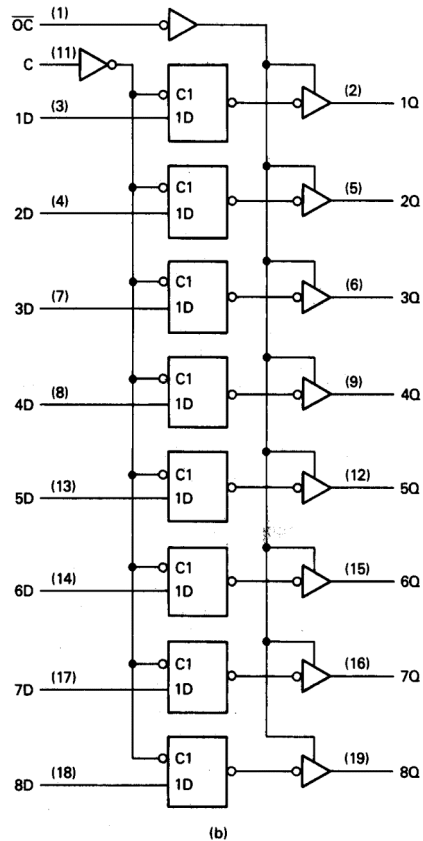 OC (1)
C (11)
C1
1D (3) 1D (2) 1Q
C1
2D (4) 1D (5) 2Q
C1
3D (7) 1D (6) 3Q
C1
4D (8) 1D (9) 4Q
C1
5D (13) 1D (12) 5Q
C1
6D (14) 1D (15) 6Q
C1
7D (17) 1D (16) 7Q
C1
8D (18) 1D (19) 8Q
(b)